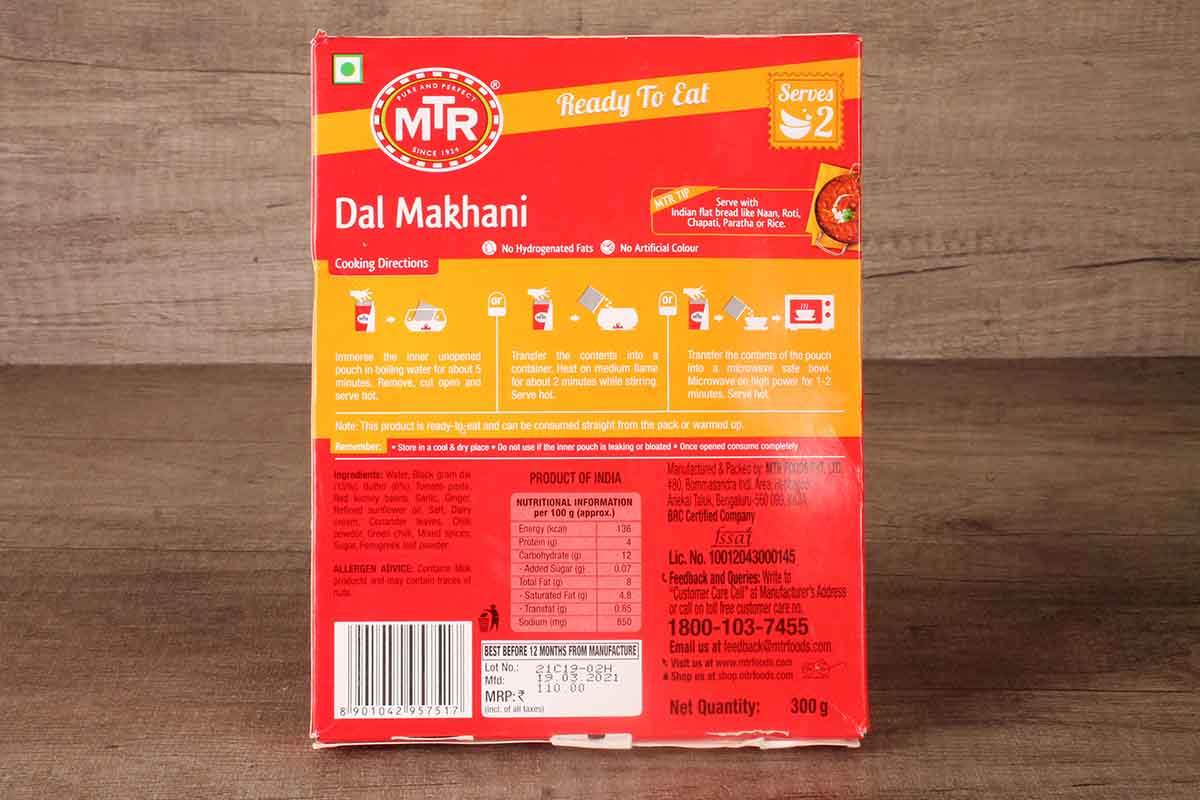 PURE AND PERFECT
MTR
®
SINCE 1924
Ready To Eat
Serves
2
Dal Makhani
MTR TIP
Serve with
Indian flat bread like Naan, Roti,
Chapati, Paratha or Rice.
No Hydrogenated Fats
No Artificial Colour
Cooking Directions
or
or
Immerse the inner unopened
pouch in boiling water for about 5
minutes. Remove, cut open and
serve hot.
Transfer the contents into a
container. Heat on medium flame
for about 2 minutes while stirring.
Serve hot.
Transfer the contents of the pouch
into a microwave safe bowl.
Microwave on high power for 1-2
minutes. Serve hot.
Note: This product is ready-to-eat and can be consumed straight from the pack or warmed up.
Remember: • Store in a cool & dry place • Do not use if the inner pouch is leaking or bloated • Once opened consume completely
Ingredients: Water, Black gram dal
(13%), Butter (6%), Tomato paste,
Red kidney beans, Garlic, Ginger,
Refined sunflower oil, Salt, Dairy
cream, Coriander leaves, Chilli
powder, Green chilli, Mixed spices,
Sugar, Fenugreek leaf powder.
ALLERGEN ADVICE: Contains Milk
products and may contain traces of
nuts.
8 901042 957517
PRODUCT OF INDIA
NUTRITIONAL INFORMATION
per 100 g (approx.)
Energy (kcal) 136
Protein (g) 4
Carbohydrate (g) 12
- Added Sugar (g) 0.07
Total Fat (g) 8
- Saturated Fat (g) 4.8
- Transfat (g) 0.65
Sodium (mg) 850
BEST BEFORE 12 MONTHS FROM MANUFACTURE
Lot No.: 21C19-02H
Mfd: 19.03.2021
MRP:₹ 110.00
(incl. of all taxes)
Manufactured & Packed by: MTR FOODS PVT. LTD.
#80, Bommasandra Indl. Area,
Anekal Taluk, Bengaluru-560 099, INDIA
BRC Certified Company
fssai
Lic. No. 10012043000145
Feedback and Queries: Write to
"Customer Care Cell" at Manufacturer's Address
or call on toll free customer care no.
1800-103-7455
Email us at feedback@mtrfoods.com
Visit us at www.mtrfoods.com
Shop us at shop.mtrfoods.com
Net Quantity: 300 g